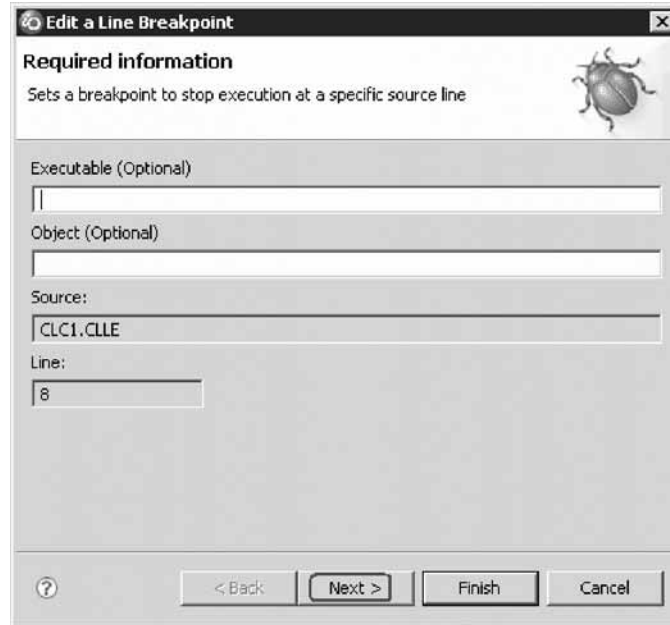 Edit a Line Breakpoint
Required information
Sets a breakpoint to stop execution at a specific source line
Executable (Optional)
Object (Optional)
Source:
CLC1.CLLE
Line:
8
?
< Back
Next >
Finish
Cancel